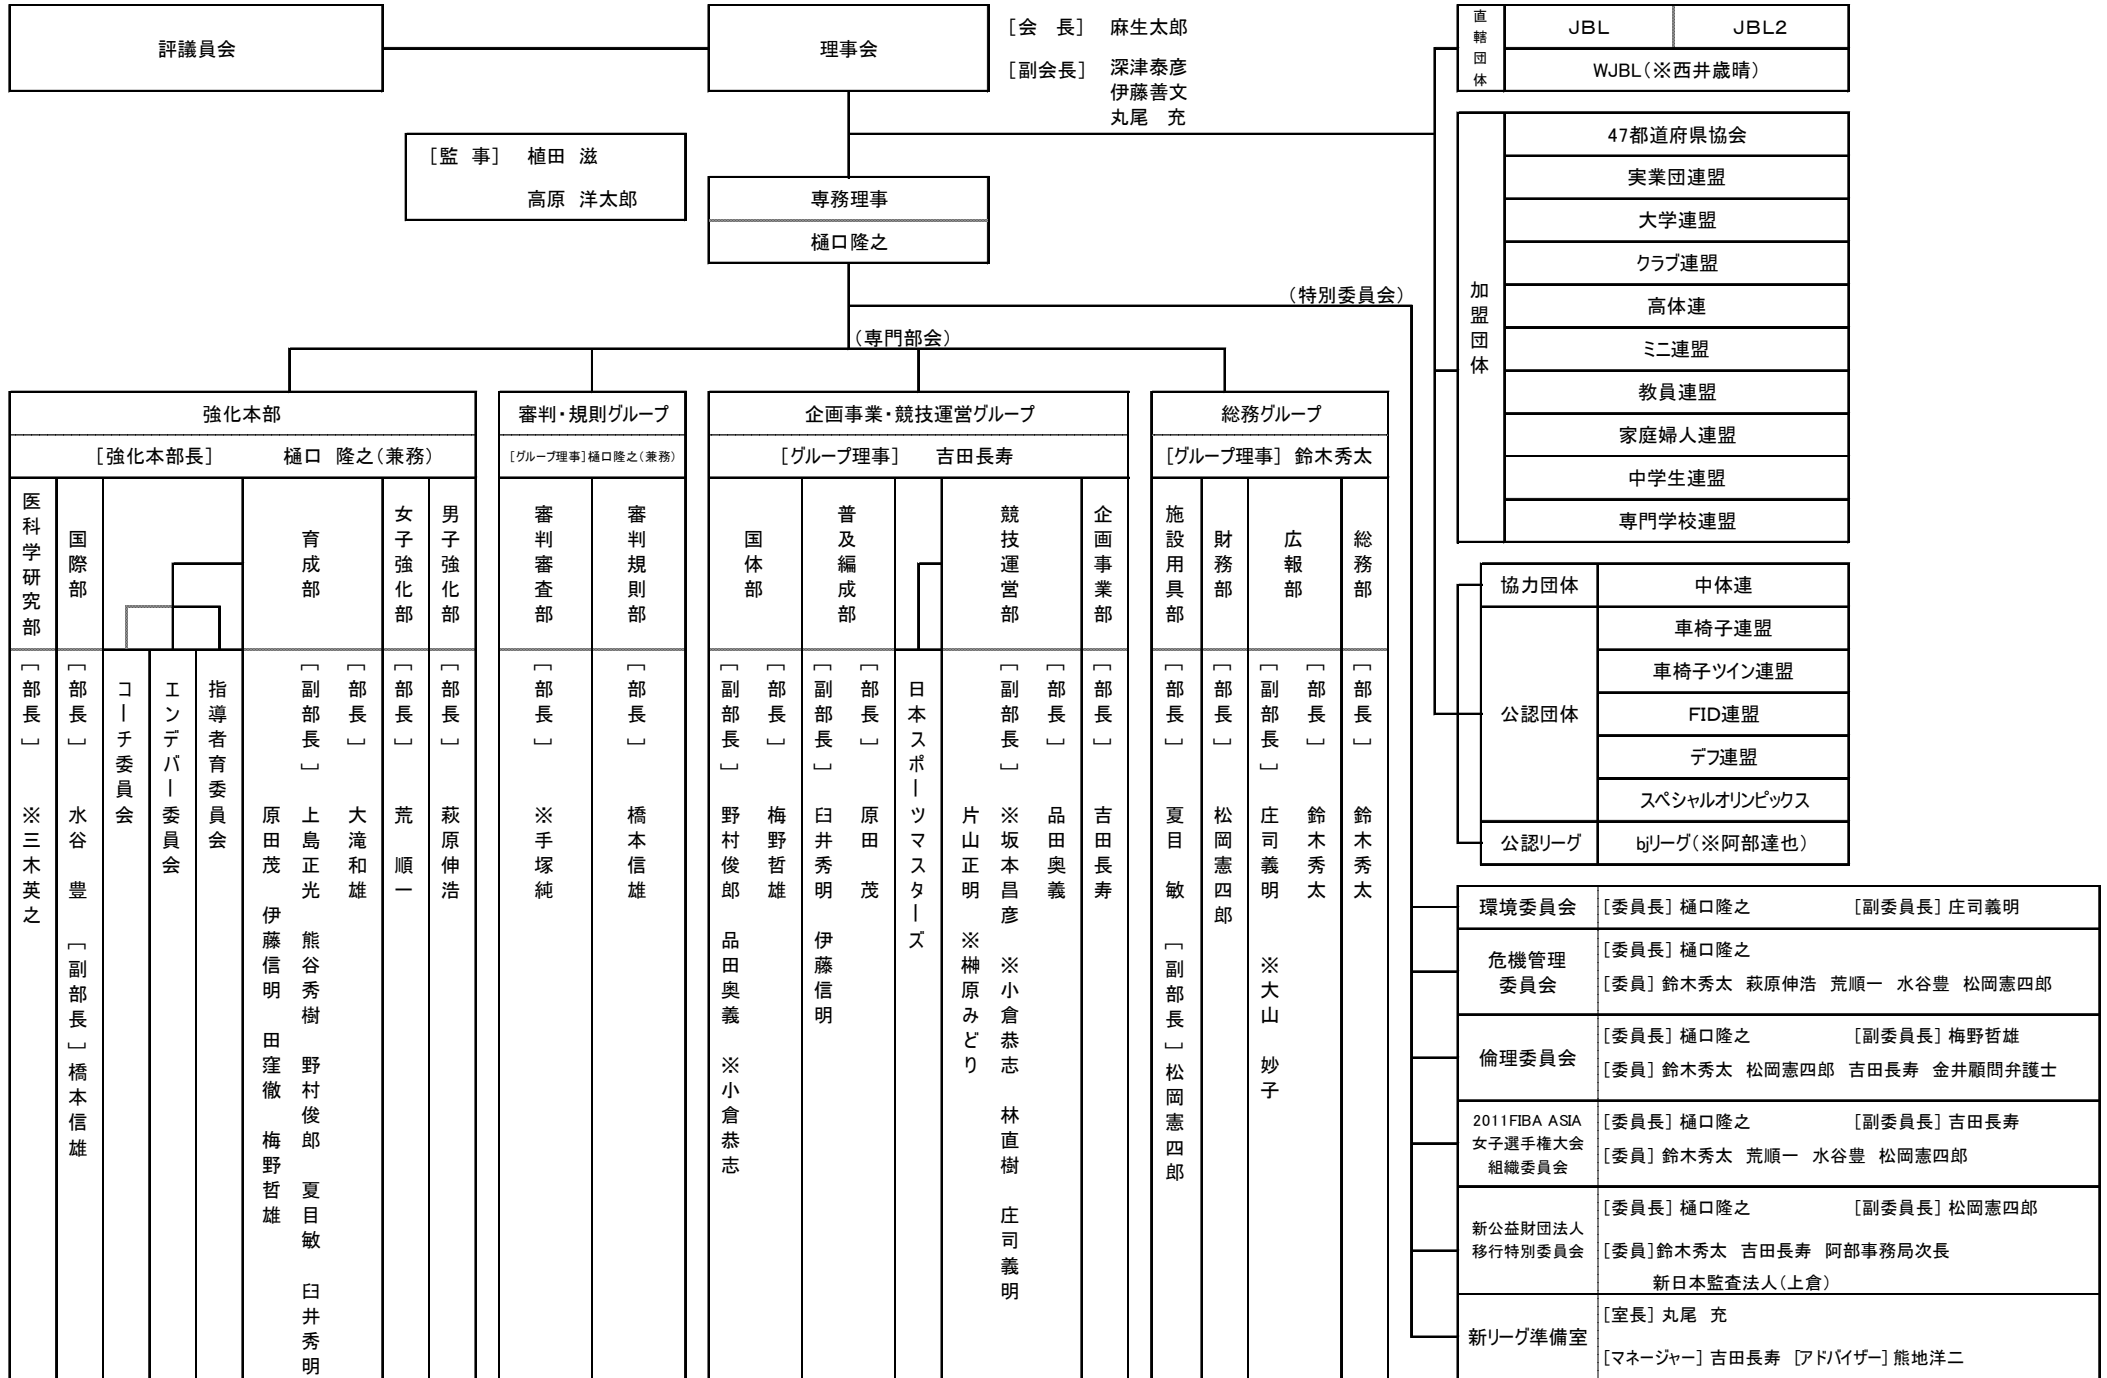 評議員会
理事会
［会　長］　麻生太郎
［副会長］　深津泰彦
伊藤善文
丸尾　充
［監　事］　植田　滋
高原　洋太郎
専務理事
樋口隆之
（特別委員会）
（専門部会）
直轄団体
JBL
JBL2
WJBL（※西井歳晴）
加盟団体
47都道府県協会
実業団連盟
大学連盟
クラブ連盟
高体連
ミニ連盟
教員連盟
家庭婦人連盟
中学生連盟
専門学校連盟
協力団体
中体連
公認団体
車椅子連盟
車椅子ツイン連盟
FID連盟
デフ連盟
スペシャルオリンピックス
公認リーグ
bjリーグ（※阿部達也）
強化本部
［強化本部長］　樋口　隆之（兼務）
医科学研究部
［部長］　※三木英之
国際部
［部長］　水谷　豊　［副部長］橋本信雄
コーチ委員会
エンデバー委員会
指導者育委員会
育成部
［部長］　大滝和雄
［副部長］　上島正光　熊谷秀樹　野村俊郎　夏目敏　臼井秀明
原田茂　伊藤信明　田窪徹　梅野哲雄
女子強化部
［部長］　荒　順一
男子強化部
［部長］　萩原伸浩
審判・規則グループ
［グループ理事］樋口隆之（兼務）
審判審査部
［部長］　※手塚純
審判規則部
［部長］　橋本信雄
企画事業・競技運営グループ
［グループ理事］　吉田長寿
国体部
［部長］　梅野哲雄
［副部長］　野村俊郎　品田奥義　※小倉恭志
普及編成部
［部長］　原田　茂
［副部長］　臼井秀明　伊藤信明
日本スポーツマスターズ
競技運営部
［部長］　品田奥義
［副部長］　※坂本昌彦　※小倉恭志　林直樹　庄司義明
片山正明　※榊原みどり
企画事業部
［部長］　吉田長寿
総務グループ
［グループ理事］　鈴木秀太
施設用具部
［部長］　夏目　敏　［副部長］松岡憲四郎
財務部
［部長］　松岡憲四郎
広報部
［部長］　鈴木秀太
［副部長］　庄司義明　※大山　妙子
総務部
［部長］　鈴木秀太
環境委員会
［委員長］樋口隆之　［副委員長］庄司義明
危機管理
委員会
［委員長］樋口隆之
［委員］鈴木秀太　萩原伸浩　荒順一　水谷豊　松岡憲四郎
倫理委員会
［委員長］樋口隆之　［副委員長］梅野哲雄
［委員］鈴木秀太　松岡憲四郎　吉田長寿　金井顧問弁護士
2011FIBA ASIA
女子選手権大会
組織委員会
［委員長］樋口隆之　［副委員長］吉田長寿
［委員］鈴木秀太　荒順一　水谷豊　松岡憲四郎
新公益財団法人
移行特別委員会
［委員長］樋口隆之　［副委員長］松岡憲四郎
［委員］鈴木秀太　吉田長寿　阿部事務局次長
新日本監査法人（上倉）
新リーグ準備室
［室長］丸尾　充
［マネージャー］吉田長寿　［アドバイザー］熊地洋二